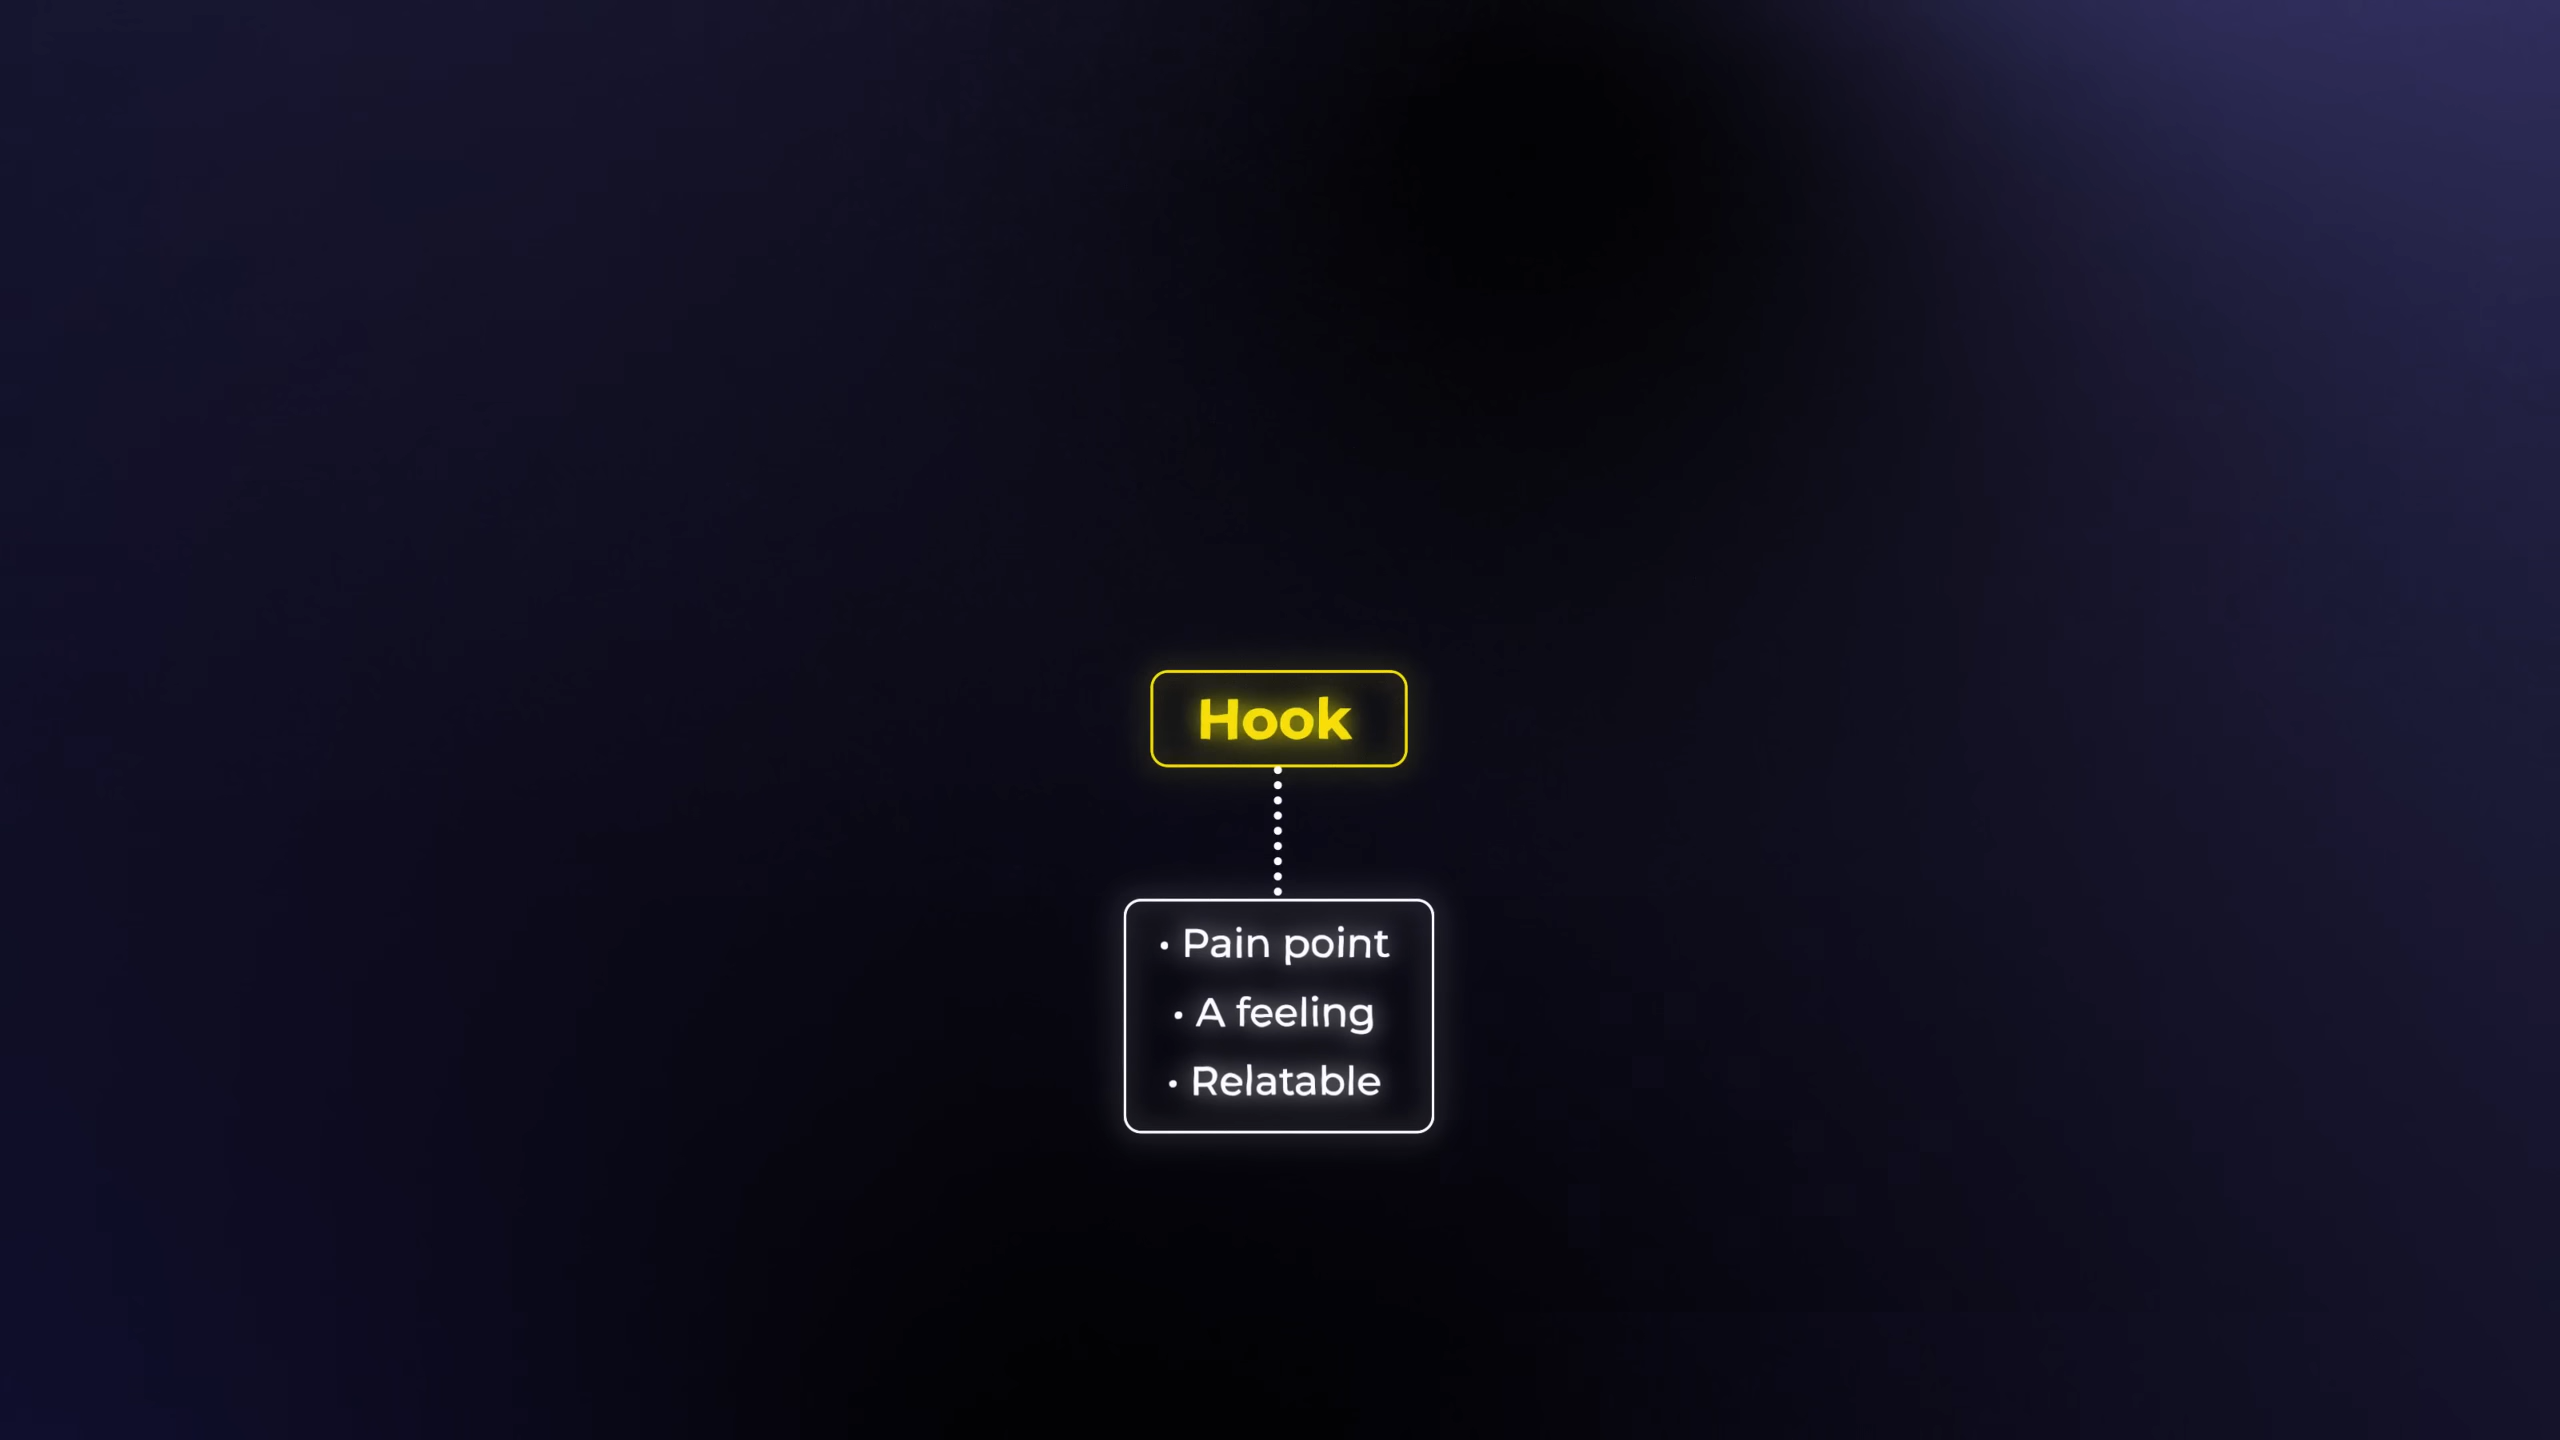 Hook
• Pain point
• A feeling
• Relatable